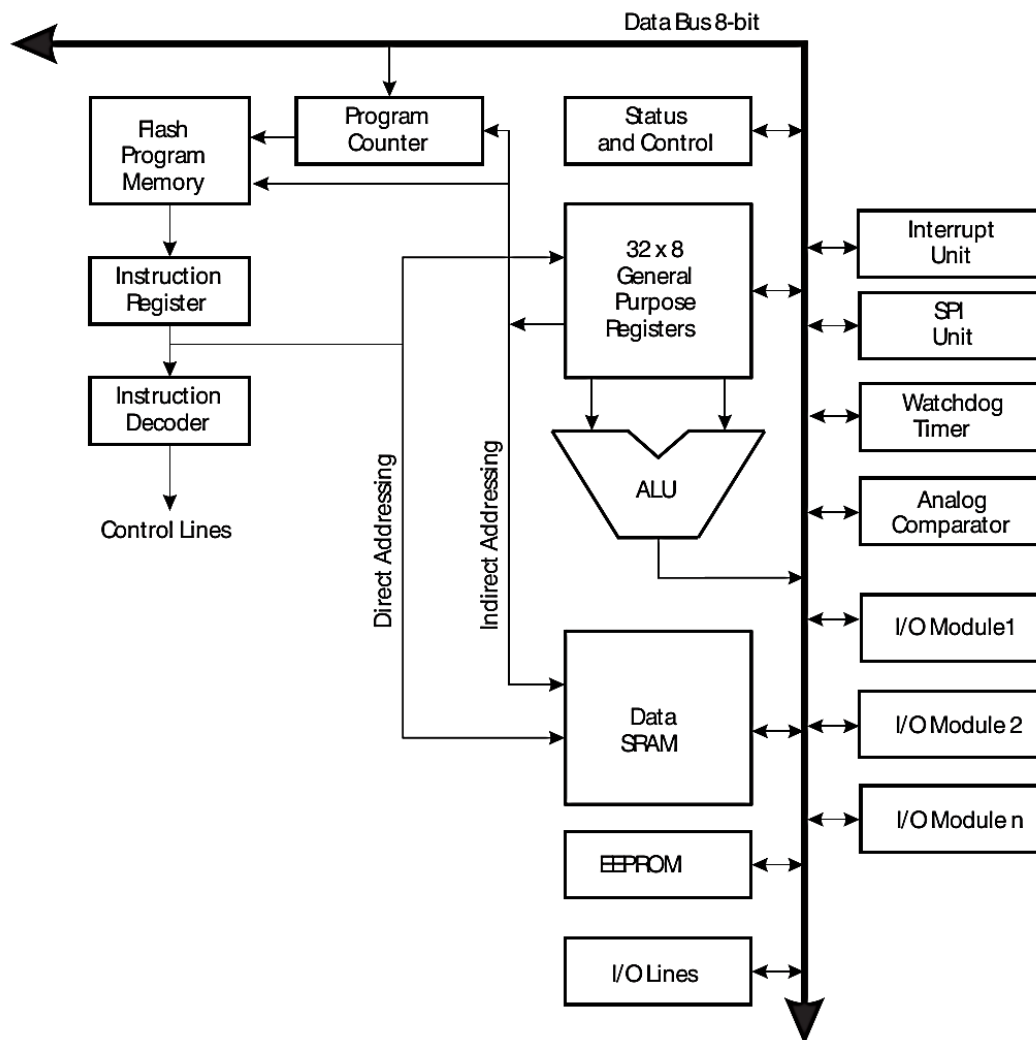 Data Bus 8-bit
Flash
Program
Memory
Program
Counter
Status
and Control
Instruction
Register
32 x 8
General
Purpose
Registers
Interrupt
Unit
SPI
Unit
Instruction
Decoder
Watchdog
Timer
Control Lines
Direct Addressing
Indirect Addressing
ALU
Analog
Comparator
I/O Module1
Data
SRAM
I/O Module 2
I/O Module n
EEPROM
I/O Lines